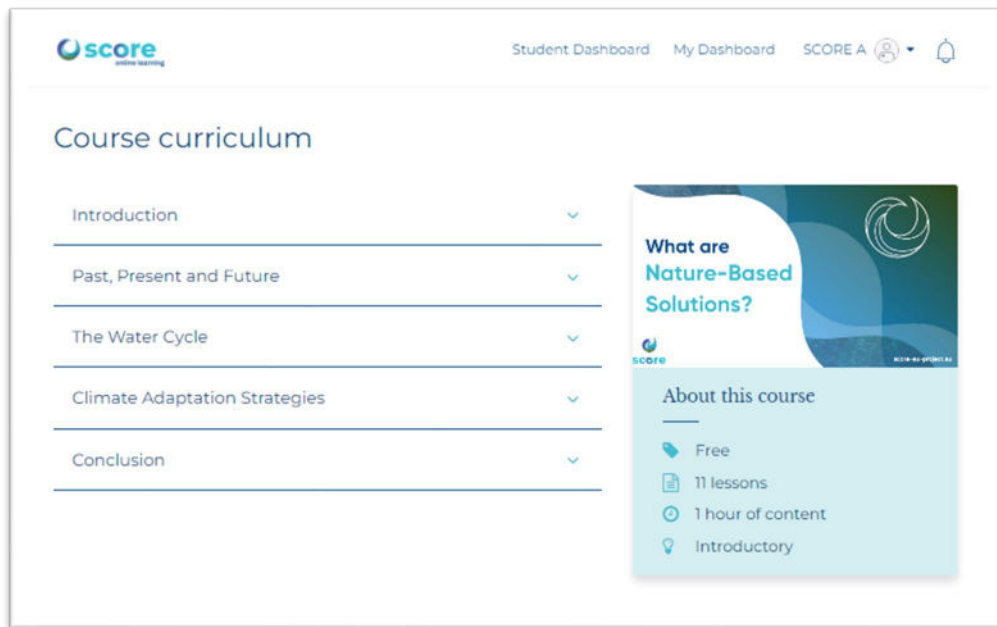 score
online learning
Student Dashboard My Dashboard SCORE A
Course curriculum
Introduction
Past, Present and Future
The Water Cycle
Climate Adaptation Strategies
Conclusion
What are
Nature-Based
Solutions?
score
score-eu-project.eu
About this course
Free
11 lessons
1 hour of content
Introductory